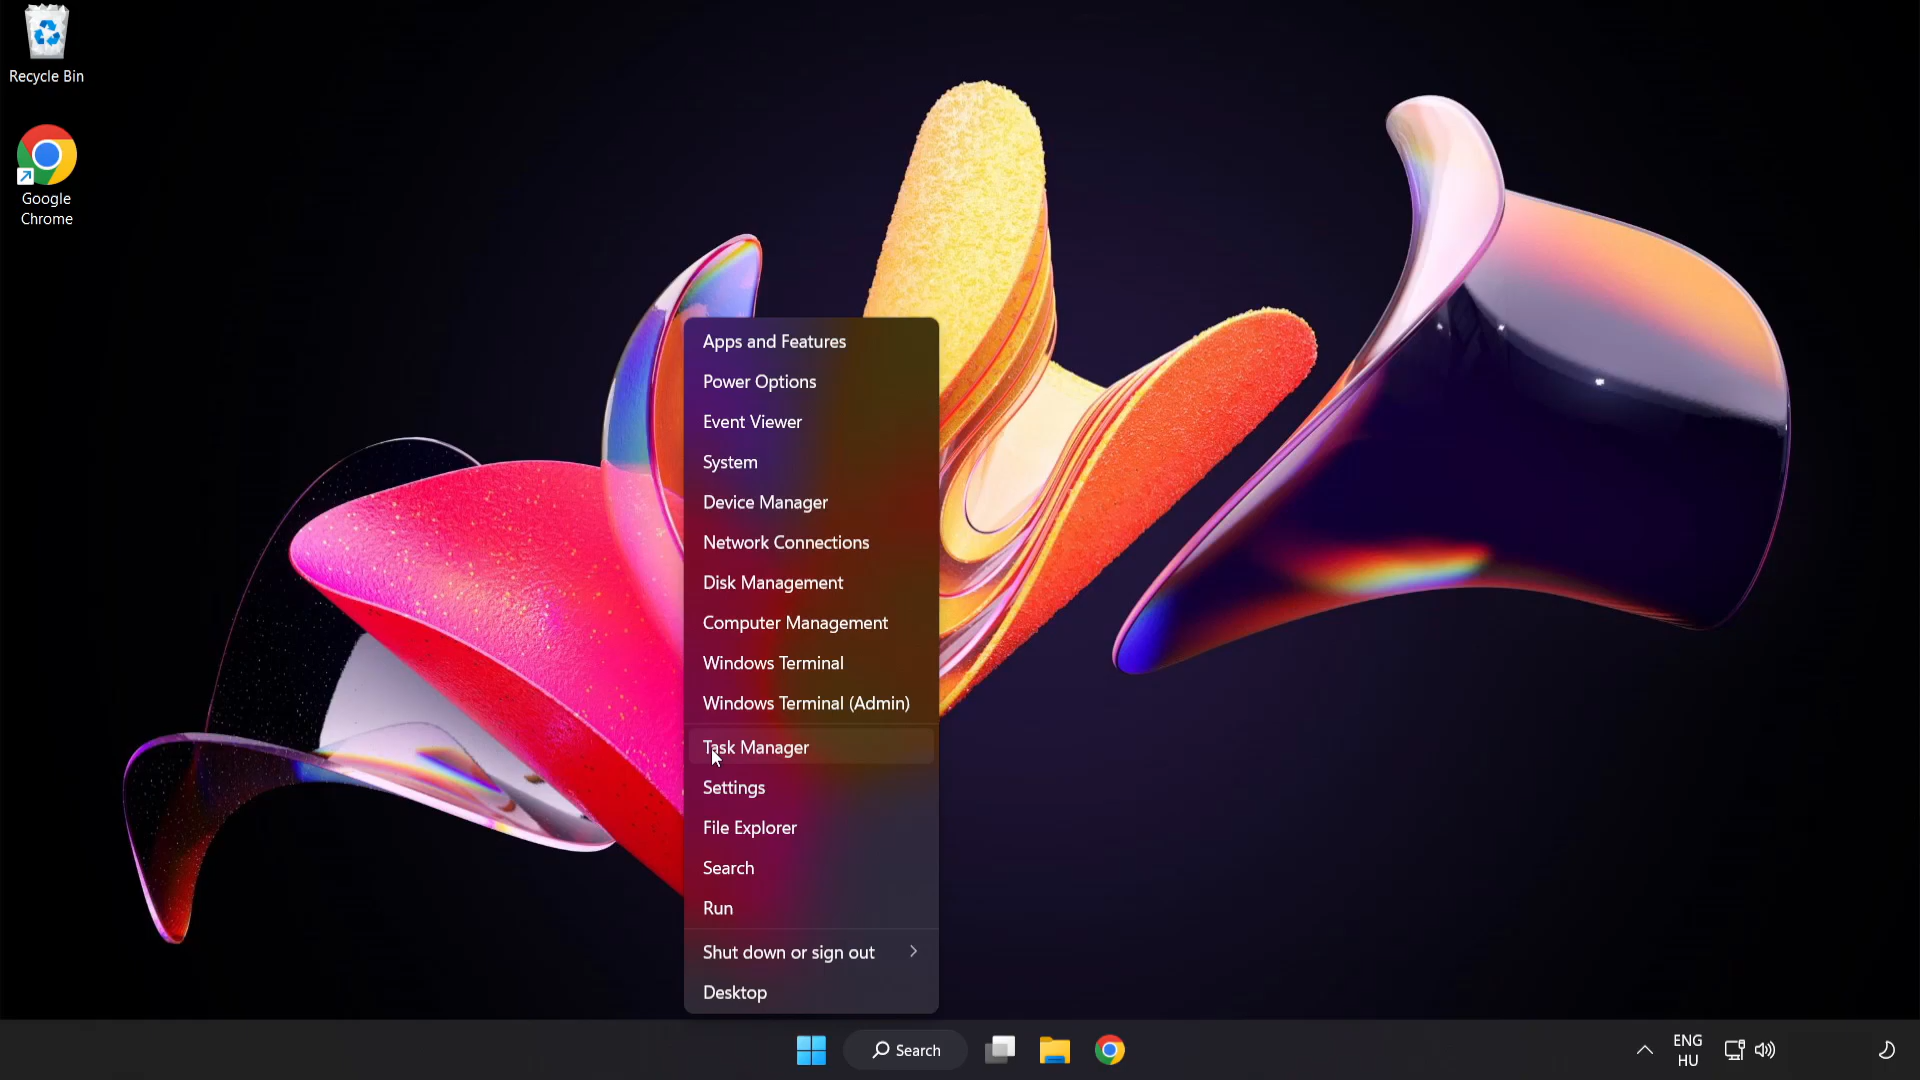 Recycle Bin
Google
Chrome
Apps and Features
Power Options
Event Viewer
System
Device Manager
Network Connections
Disk Management
Computer Management
Windows Terminal
Windows Terminal (Admin)
Task Manager
Settings
File Explorer
Search
Run
Shut down or sign out
Desktop
Search
ENG
HU